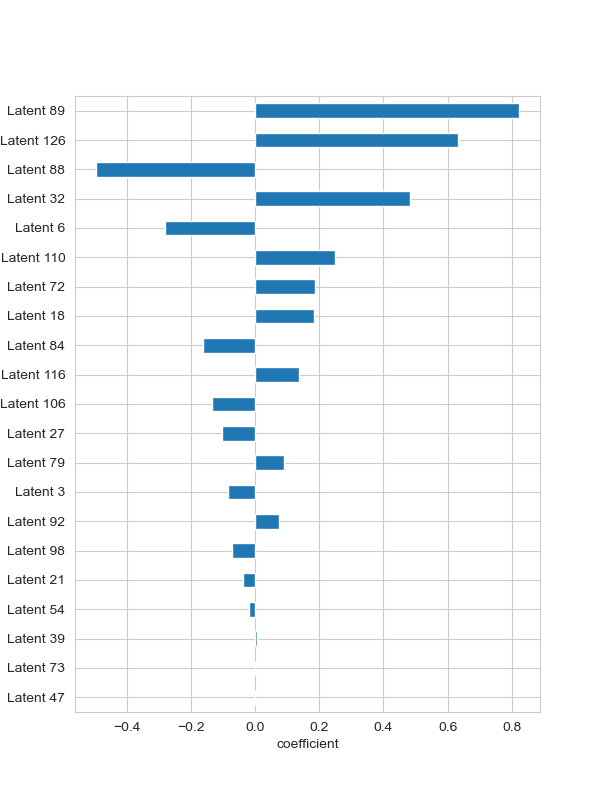 Latent 89
Latent 126
Latent 88
Latent 32
Latent 6
Latent 110
Latent 72
Latent 18
Latent 84
Latent 116
Latent 106
Latent 27
Latent 79
Latent 3
Latent 92
Latent 98
Latent 21
Latent 54
Latent 39
Latent 73
Latent 47
−0.4 −0.2 0.0 0.2 0.4 0.6 0.8
coefficient